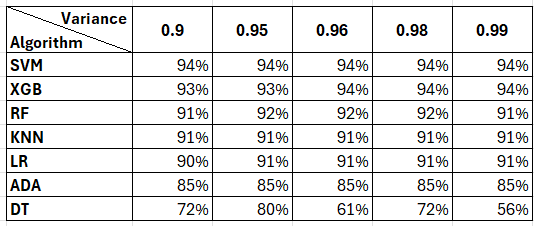 Variance 0.9 0.95 0.96 0.98 0.99
Algorithm
SVM 94% 94% 94% 94% 94%
XGB 93% 93% 94% 94% 94%
RF 91% 92% 92% 92% 91%
KNN 91% 91% 91% 91% 91%
LR 90% 91% 91% 91% 91%
ADA 85% 85% 85% 85% 85%
DT 72% 80% 61% 72% 56%